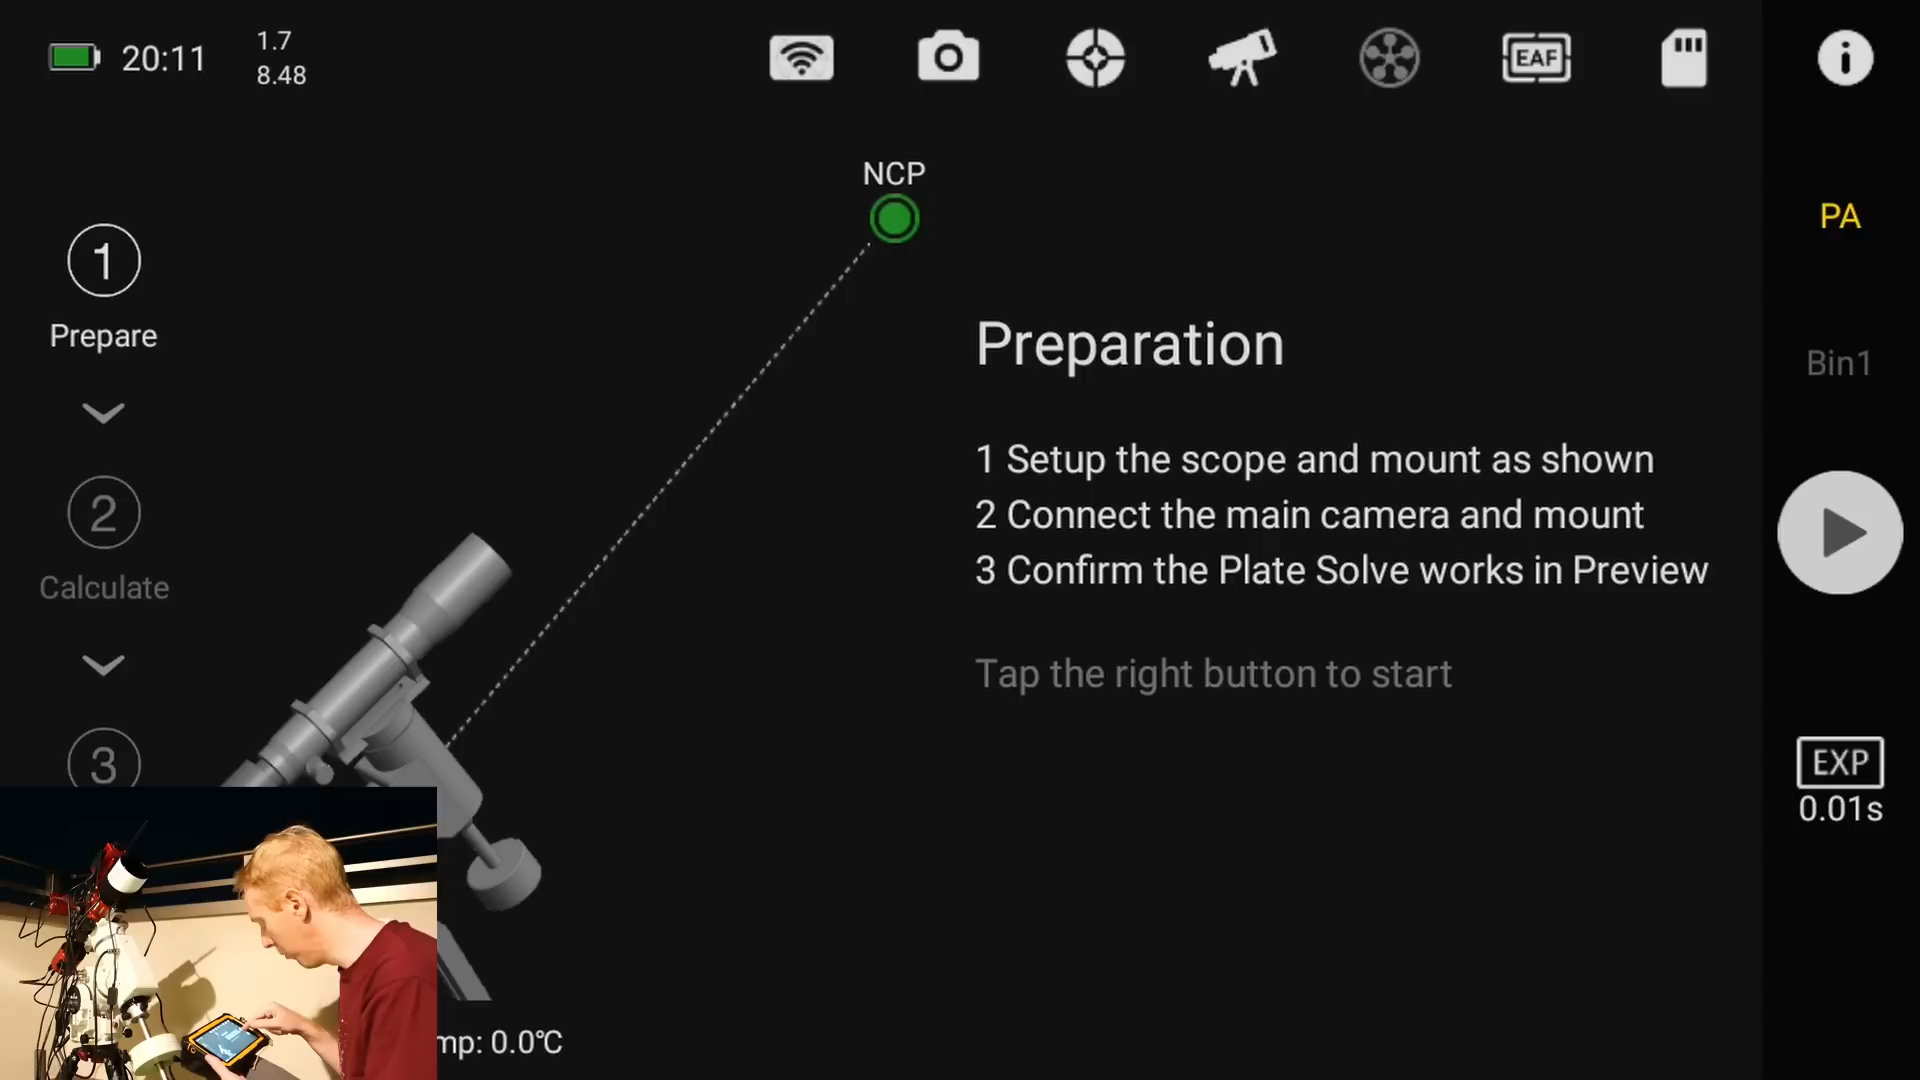 20:11
1.7
8.48
EAF
NCP
PA
1
Prepare
Preparation
Bin1
1 Setup the scope and mount as shown
2 Connect the main camera and mount
3 Confirm the Plate Solve works in Preview
2
Calculate
Tap the right button to start
3
EXP
0.01s
mp: 0.0℃